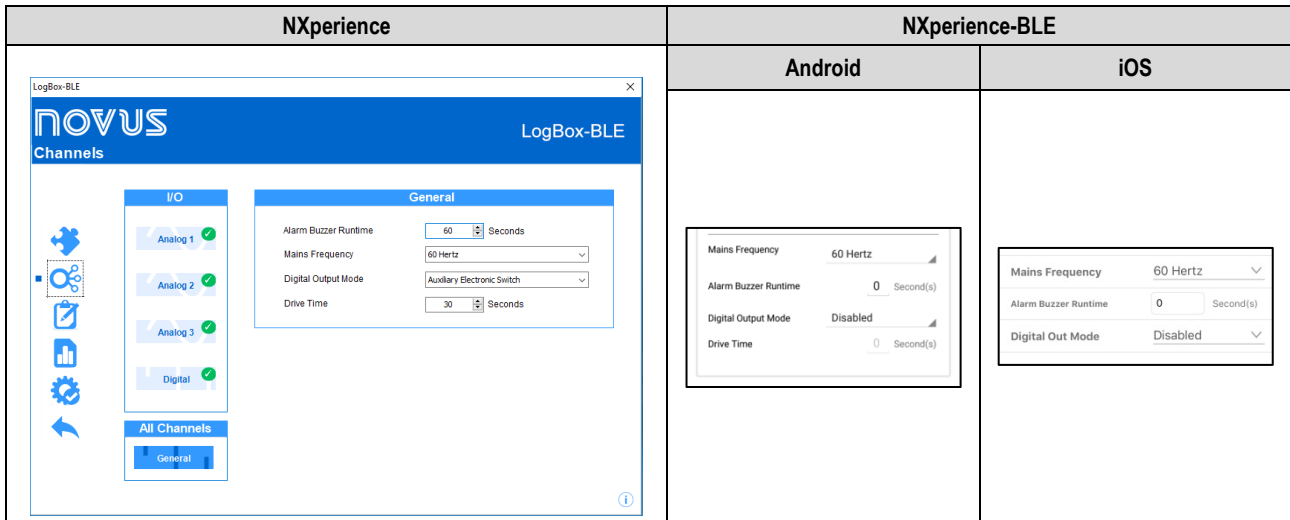 NXperience
NXperience-BLE
Android
iOS
LogBox-BLE
NOVUS
LogBox-BLE
Channels
I/O
Analog 1
Analog 2
Analog 3
Digital
All Channels
General
General
Alarm Buzzer Runtime 60 Seconds
Mains Frequency 60 Hertz
Digital Output Mode Auxiliary Electronic Switch
Drive Time 30 Seconds
Mains Frequency 60 Hertz
Alarm Buzzer Runtime 0 Second(s)
Digital Output Mode Disabled
Drive Time 0 Second(s)
Mains Frequency 60 Hertz
Alarm Buzzer Runtime 0 Second(s)
Digital Out Mode Disabled